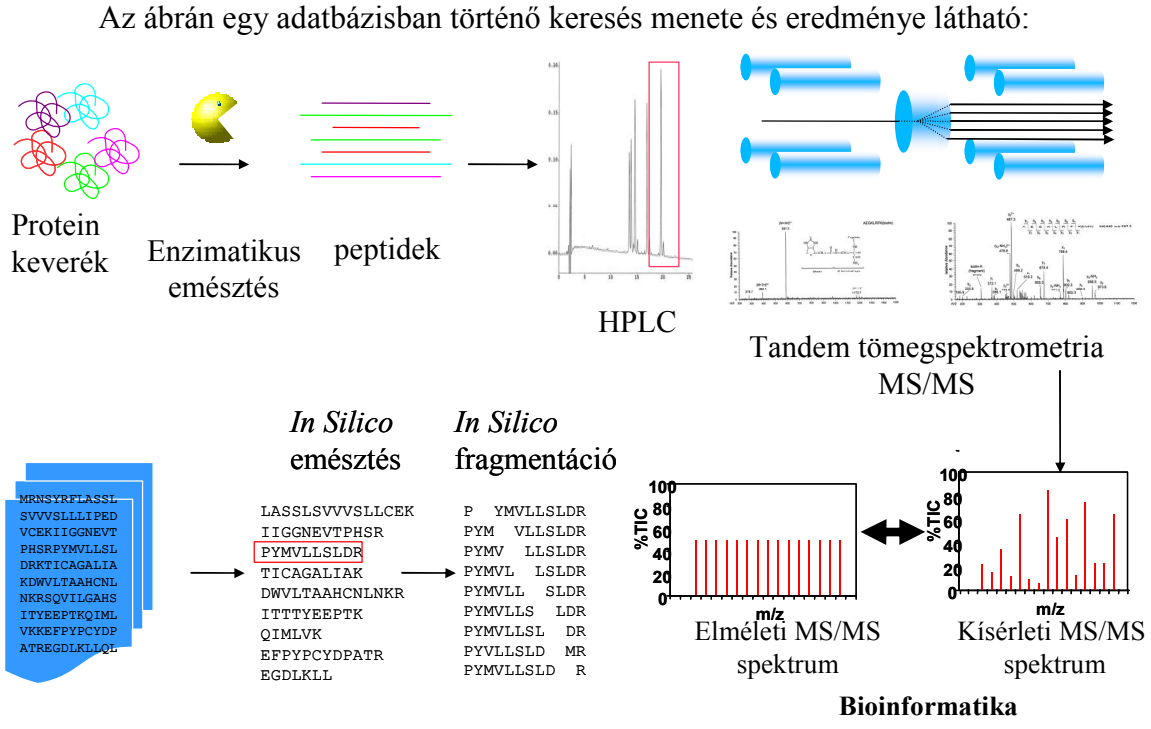 Az ábrán egy adatbázisban történő keresés menete és eredménye látható:
Protein
keverék
Enzimatikus
emésztés
peptidek
HPLC
Tandem tömegspektrometria
MS/MS
In Silico
emésztés
In Silico
fragmentáció
MRNSYRFLASSL
SVVVSLLLIPED
VCEKIIGGNEVT
PHSRPYMVLLSL
DRKTICAGALIA
KDWVLTAAHCNL
NKRSQVILGAHS
ITYEEPTKQIML
VKKEFPYPCYDP
ATREGDLKLLQL
LASSLSVVVSLLCEK
IIGGNEVTPHSR
PYMVLLSLDR
TICAGALIAK
DWVLTAAHCNLNKR
ITTTYEEPTK
QIMLVK
EFPYPCYDPATR
EGDLKLL
P YMVLLSLDR
PYM VLLSLDR
PYMV LLSLDR
PYMVL LSLDR
PYMVLL SLDR
PYMVLLS LDR
PYMVLLSL DR
PYVLLSLD MR
PYMVLLSLD R
%TIC
100
80
60
40
20
0
m/z
Elméleti MS/MS
spektrum
%TIC
100
80
60
40
20
0
m/z
Kísérleti MS/MS
spektrum
Bioinformatika